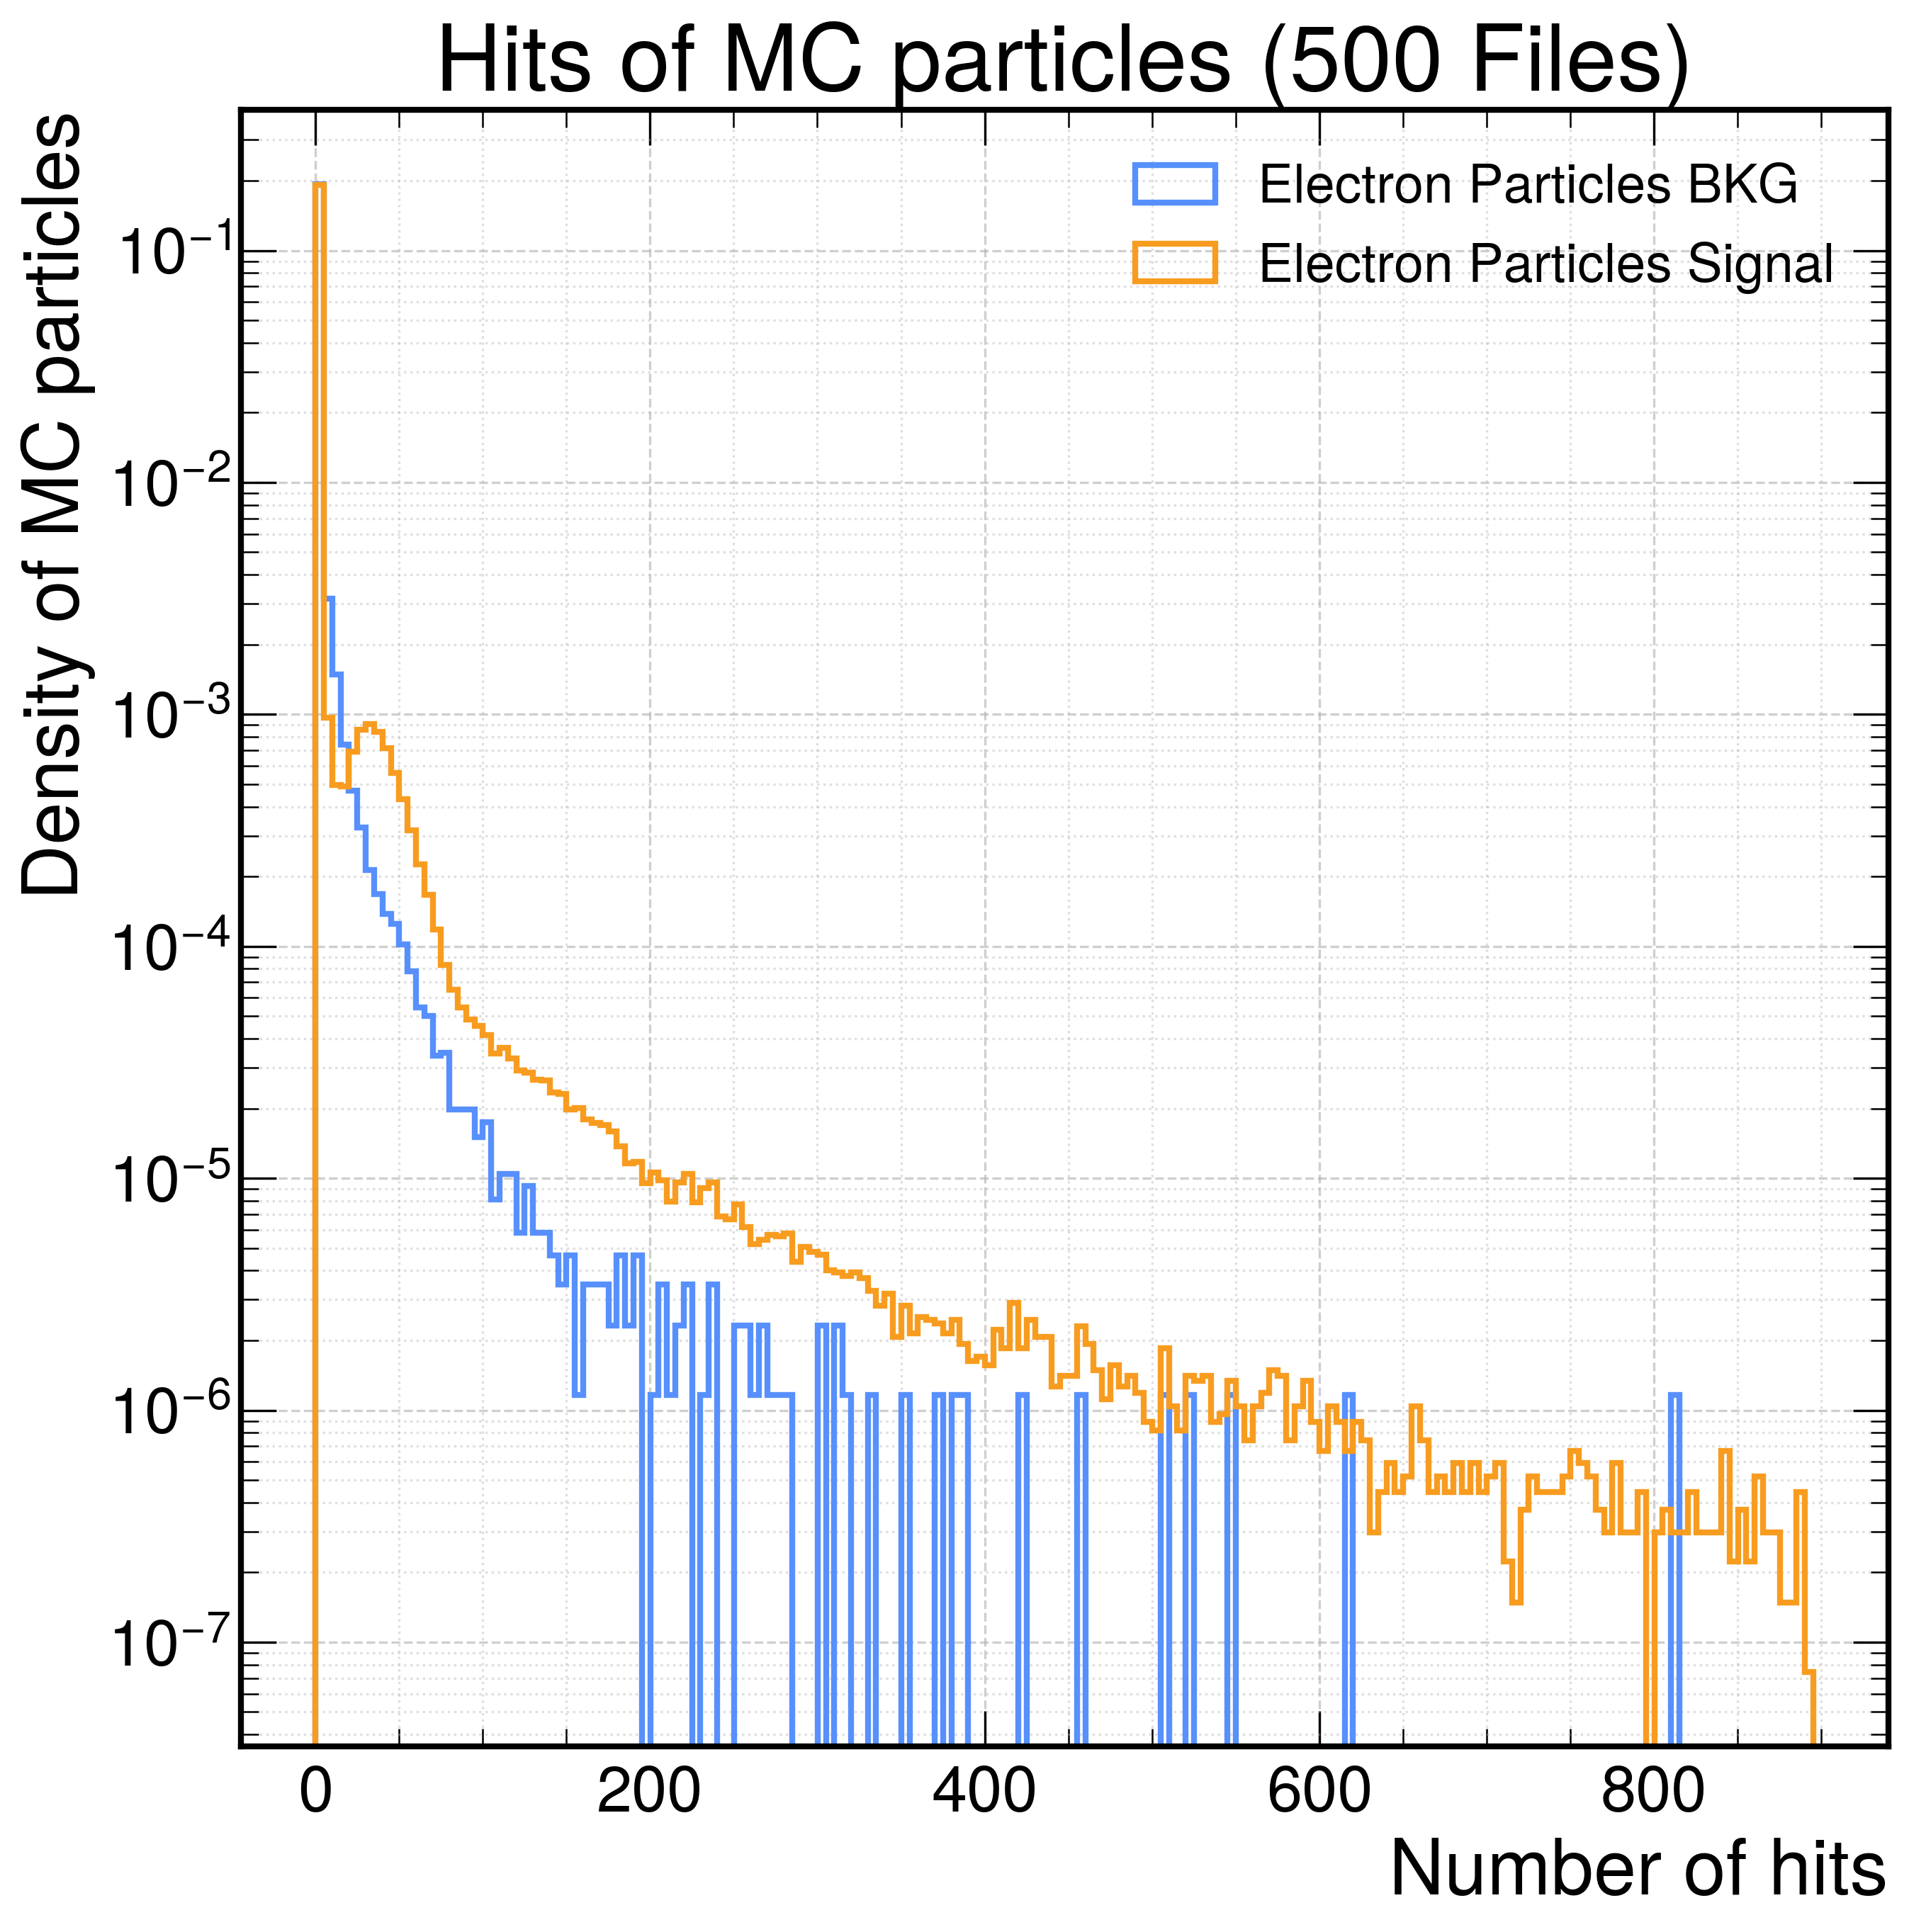 Hits of MC particles (500 Files)
Density of MC particles
Electron Particles BKG
Electron Particles Signal
10⁻¹
10⁻²
10⁻³
10⁻⁴
10⁻⁵
10⁻⁶
10⁻⁷
0 200 400 600 800
Number of hits